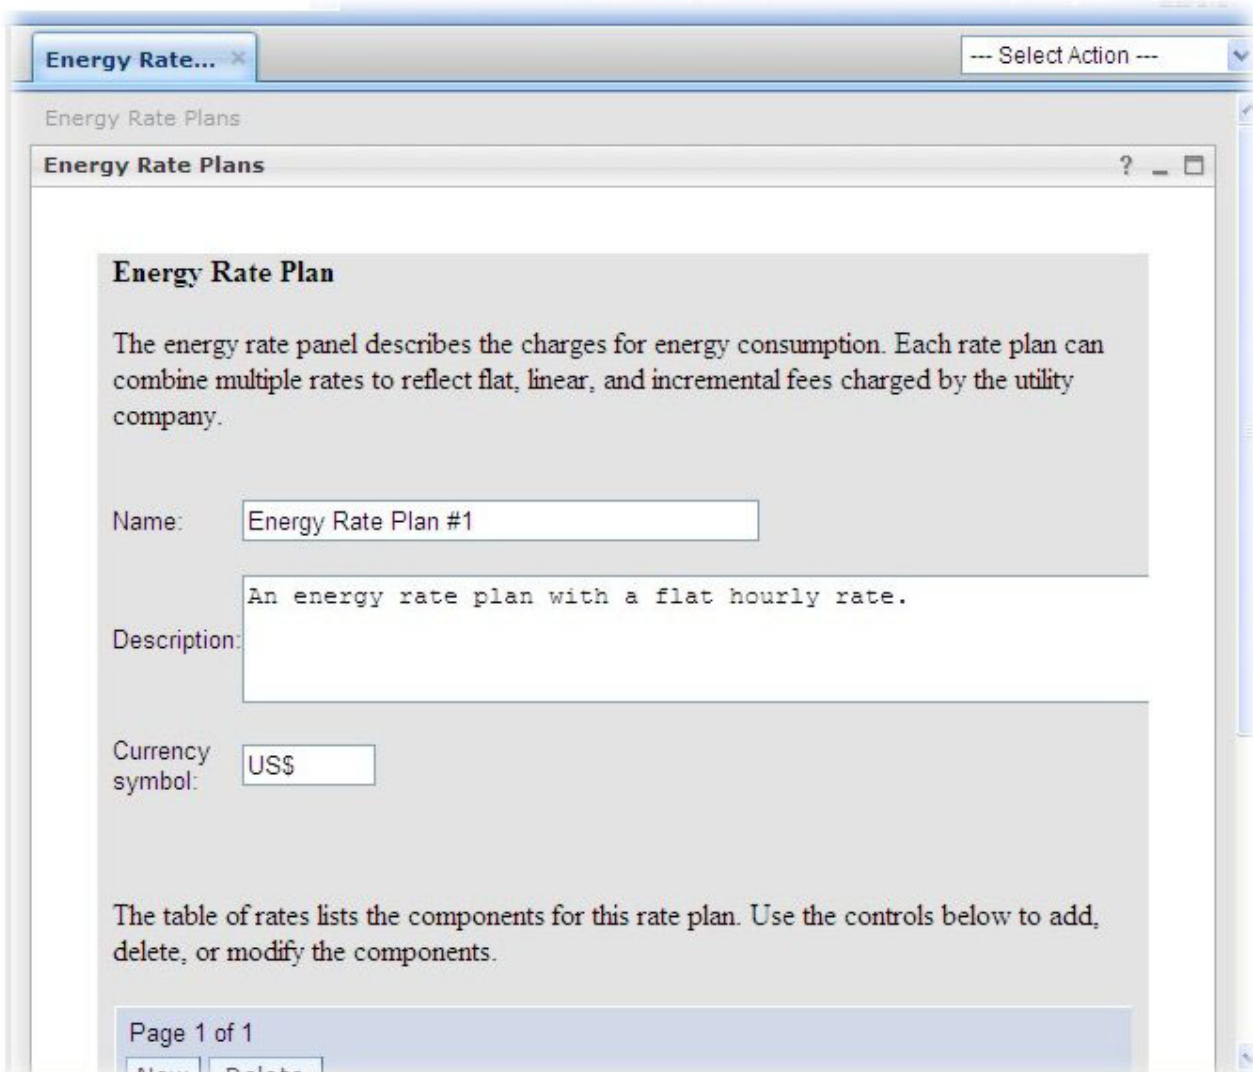 Energy Rate...
--- Select Action ---
Energy Rate Plans
Energy Rate Plans
?
Energy Rate Plan
The energy rate panel describes the charges for energy consumption. Each rate plan can
combine multiple rates to reflect flat, linear, and incremental fees charged by the utility
company.
Name:
Energy Rate Plan #1
An energy rate plan with a flat hourly rate.
Description:
Currency
symbol:
US$
The table of rates lists the components for this rate plan. Use the controls below to add,
delete, or modify the components.
Page 1 of 1
New Delete